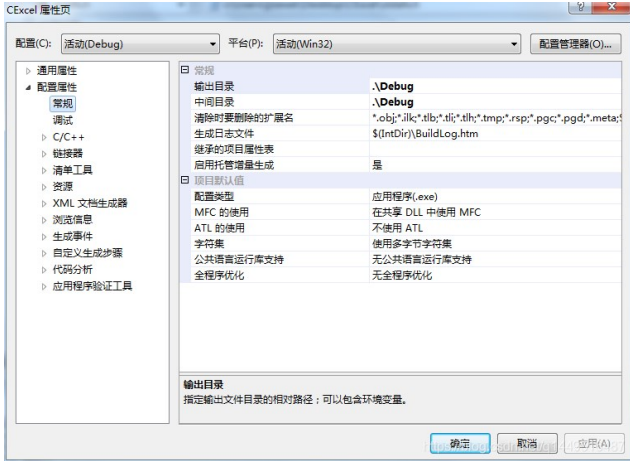 CExcel 属性页
配置(C): 活动(Debug) 平台(P): 活动(Win32) 配置管理器(O)...
通用属性
配置属性
常规
调试
C/C++
链接器
清单工具
资源
XML 文档生成器
浏览信息
生成事件
自定义生成步骤
代码分析
应用程序验证工具
常规
输出目录 .\Debug
中间目录 .\Debug
清除时要删除的扩展名 *.obj;*.ilk;*.tlb;*.tli;*.tlh;*.tmp;*.rsp;*.pgc;*.pgd;*.meta;
生成日志文件 $(IntDir)\BuildLog.htm
继承的项目属性表
启用托管增量生成 是
项目默认值
配置类型 应用程序(.exe)
MFC 的使用 在共享 DLL 中使用 MFC
ATL 的使用 不使用 ATL
字符集 使用多字节字符集
公共语言运行库支持 无公共语言运行库支持
全程序优化 无全程序优化
输出目录
指定输出文件目录的相对路径；可以包含环境变量。
确定 取消 应用(A)